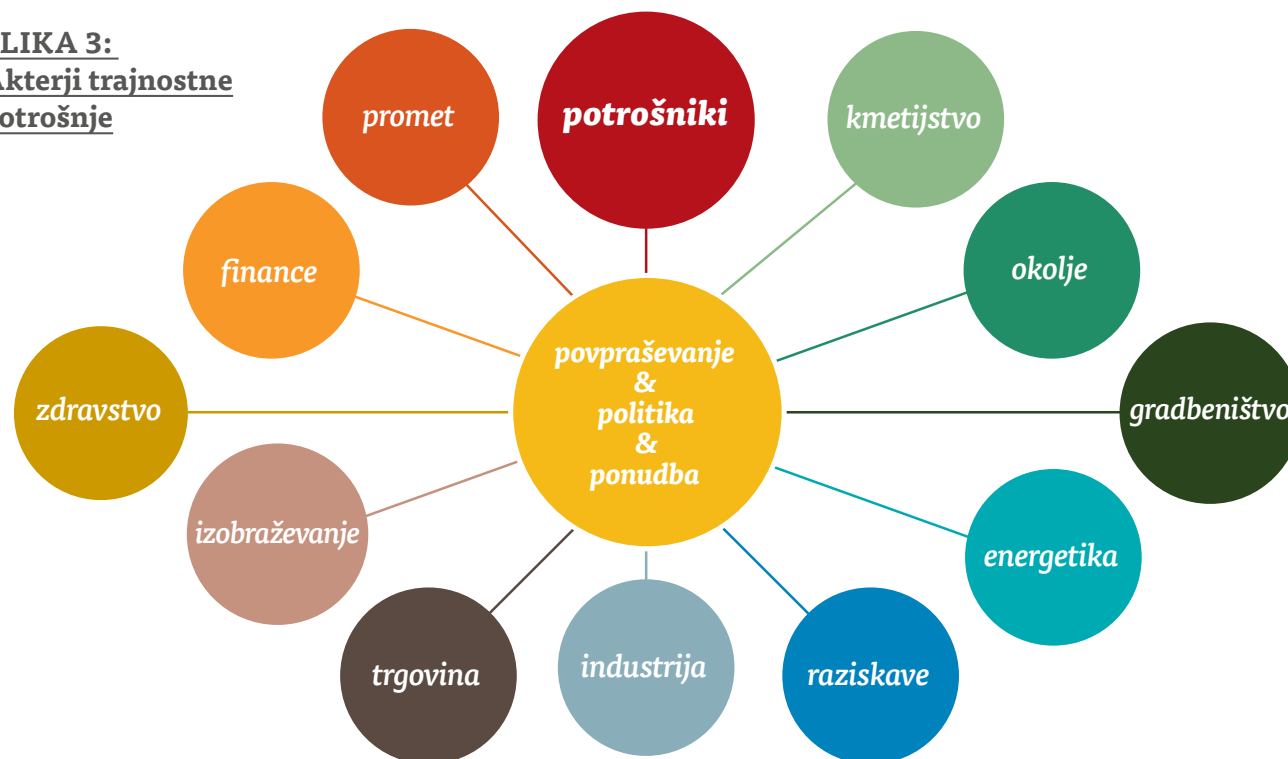 LIKA 3:
Akterji trajnostne
otrošnje
promet
potrošniki
kmetijstvo
finance
okolje
zdravstvo
povpraševanje
&
politika
&
ponudba
gradbeništvo
izobraževanje
energetika
trgovina
industrija
raziskave